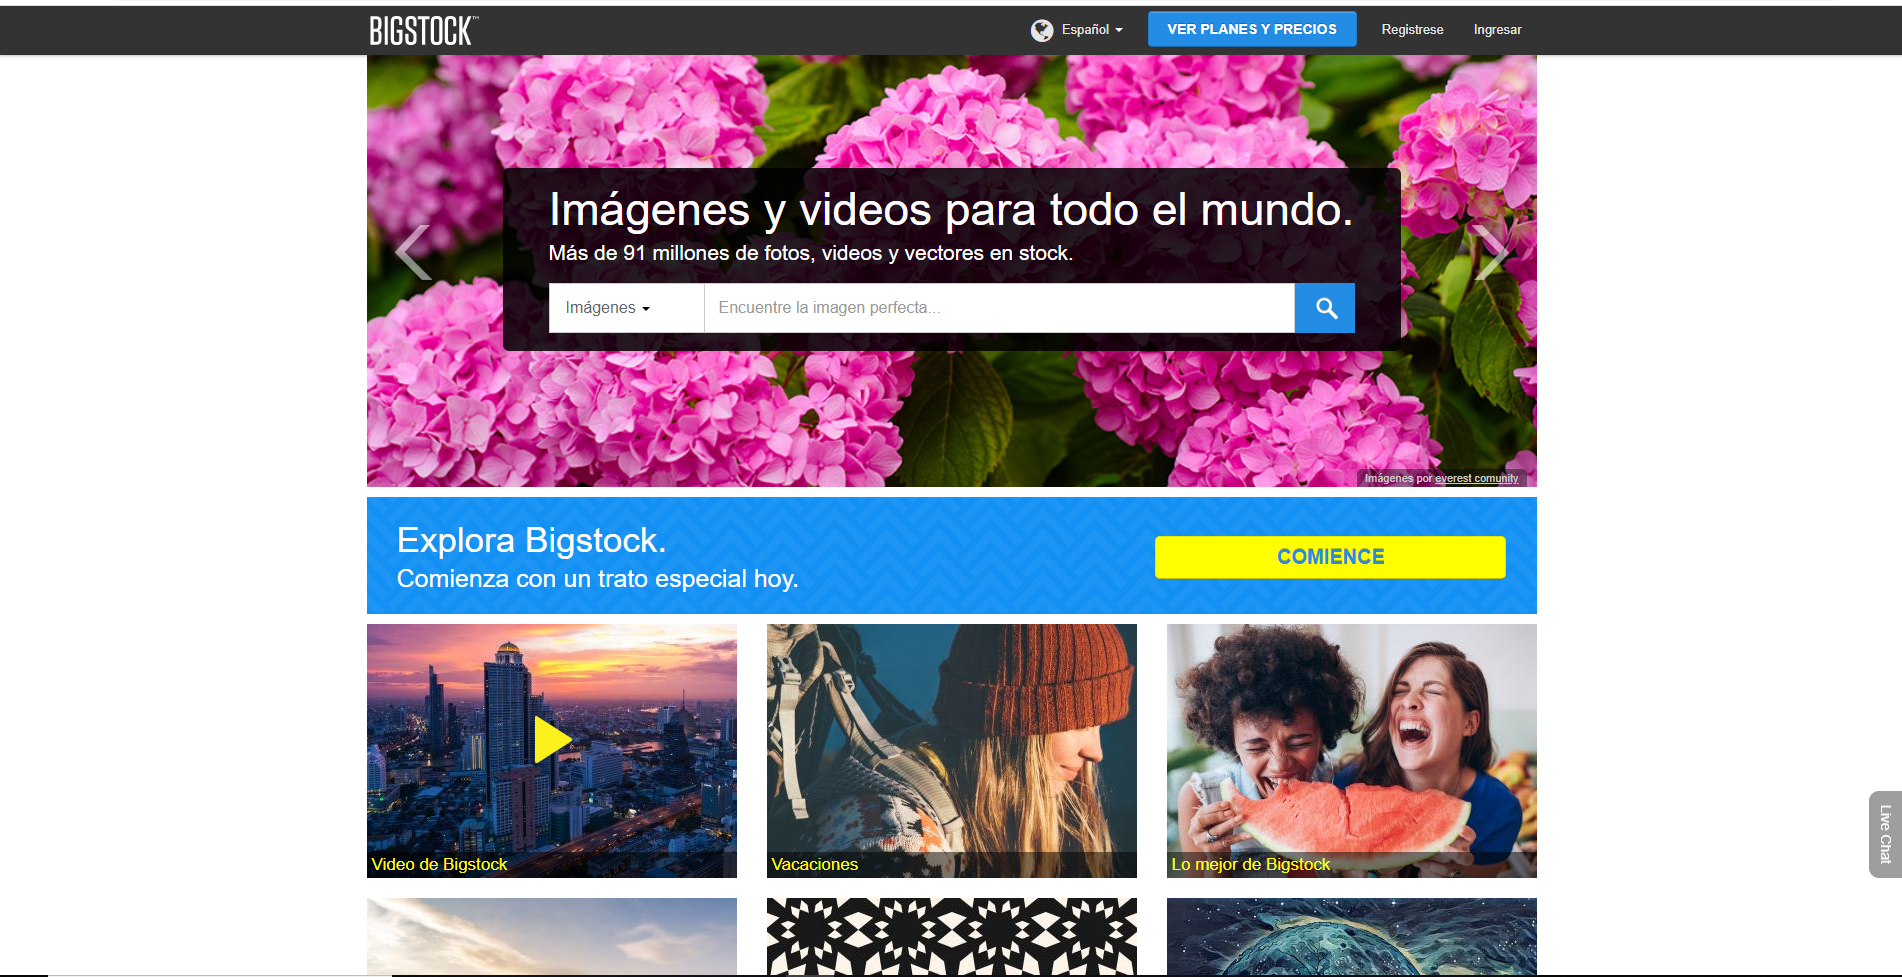 BIGSTOCK™
Español
VER PLANES Y PRECIOS
Registrese
Ingresar
Imágenes y videos para todo el mundo.
Más de 91 millones de fotos, videos y vectores en stock.
Imágenes
Encuentre la imagen perfecta...
Imágenes por everest comunity
Explora Bigstock.
Comienza con un trato especial hoy.
COMIENCE
Video de Bigstock
Vacaciones
Lo mejor de Bigstock
Live Chat